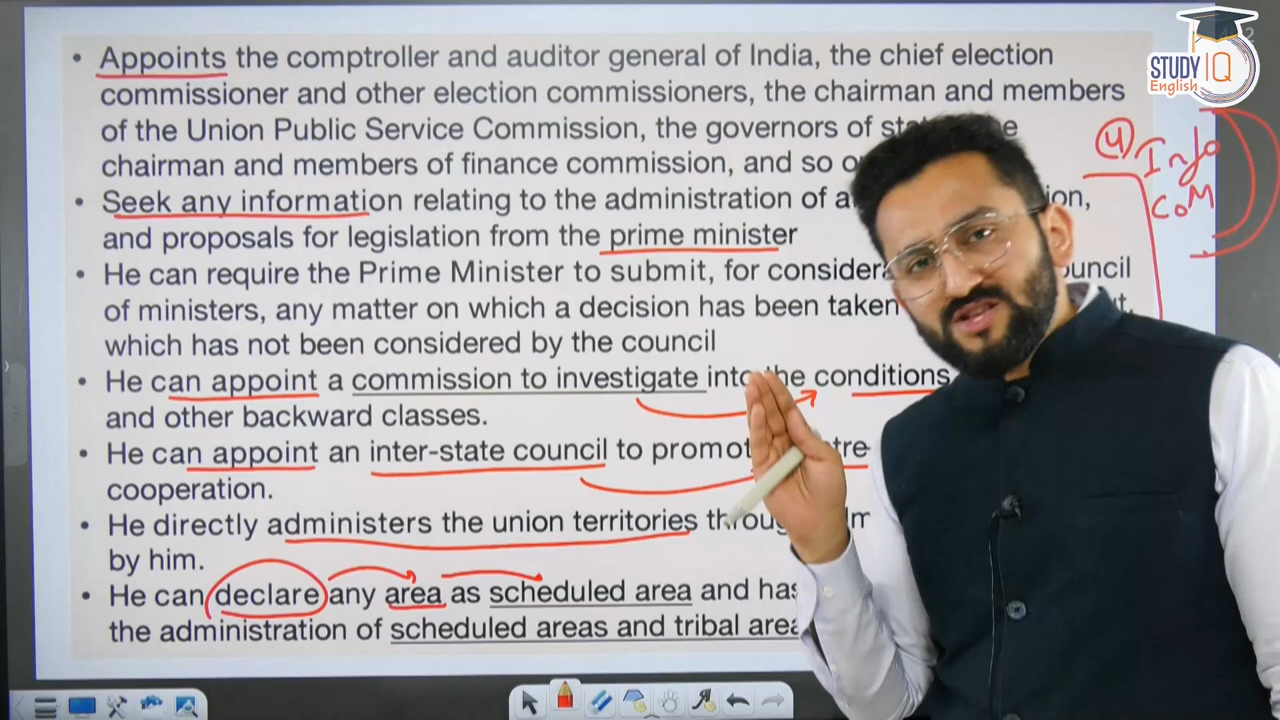 • Appoints the comptroller and auditor general of India, the chief election
commissioner and other election commissioners, the chairman and members
of the Union Public Service Commission, the governors of
chairman and members of finance commission, and so
• Seek any information relating to the administration of
and proposals for legislation from the prime minister
• He can require the Prime Minister to submit, for
of ministers, any matter on which a decision has been taken
which has not been considered by the council
• He can appoint a commission to investigate into the conditions
and other backward classes.
• He can appoint an inter-state council to
cooperation.
• He directly administers the union territories
by him.
• He can declare any area as scheduled area and
the administration of scheduled areas and tribal
STUDY IQ
English
4 Info
Com